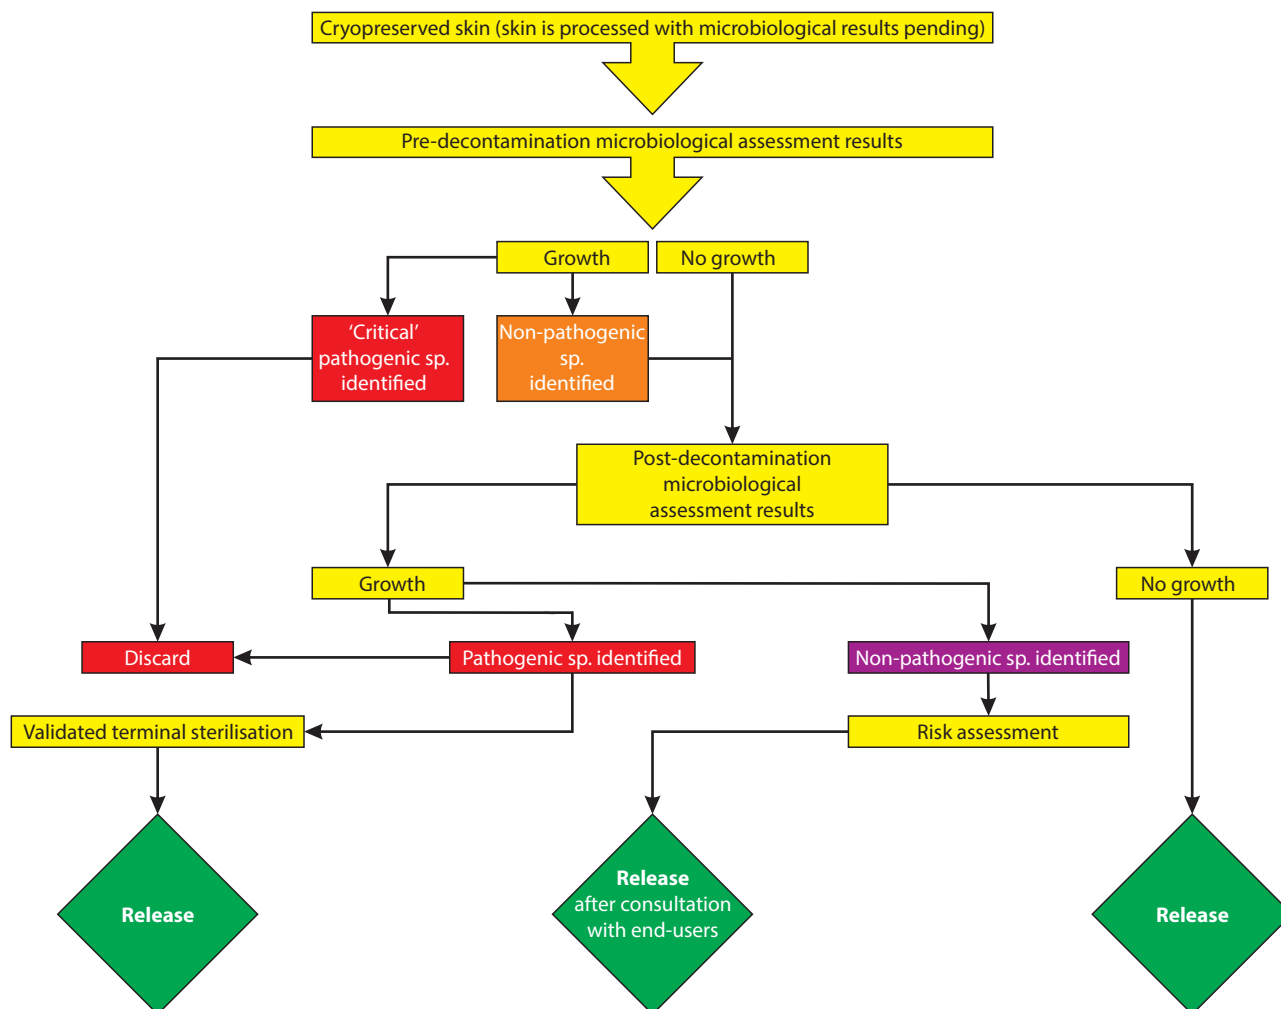 Cryopreserved skin (skin is processed with microbiological results pending)
Pre-decontamination microbiological assessment results
Growth
No growth
‘Critical’
pathogenic sp.
identified
Non-pathogenic
sp.
identified
Post-decontamination
microbiological
assessment results
Growth
No growth
Discard
Pathogenic sp. identified
Non-pathogenic sp. identified
Validated terminal sterilisation
Risk assessment
Release
Release
after consultation
with end-users
Release